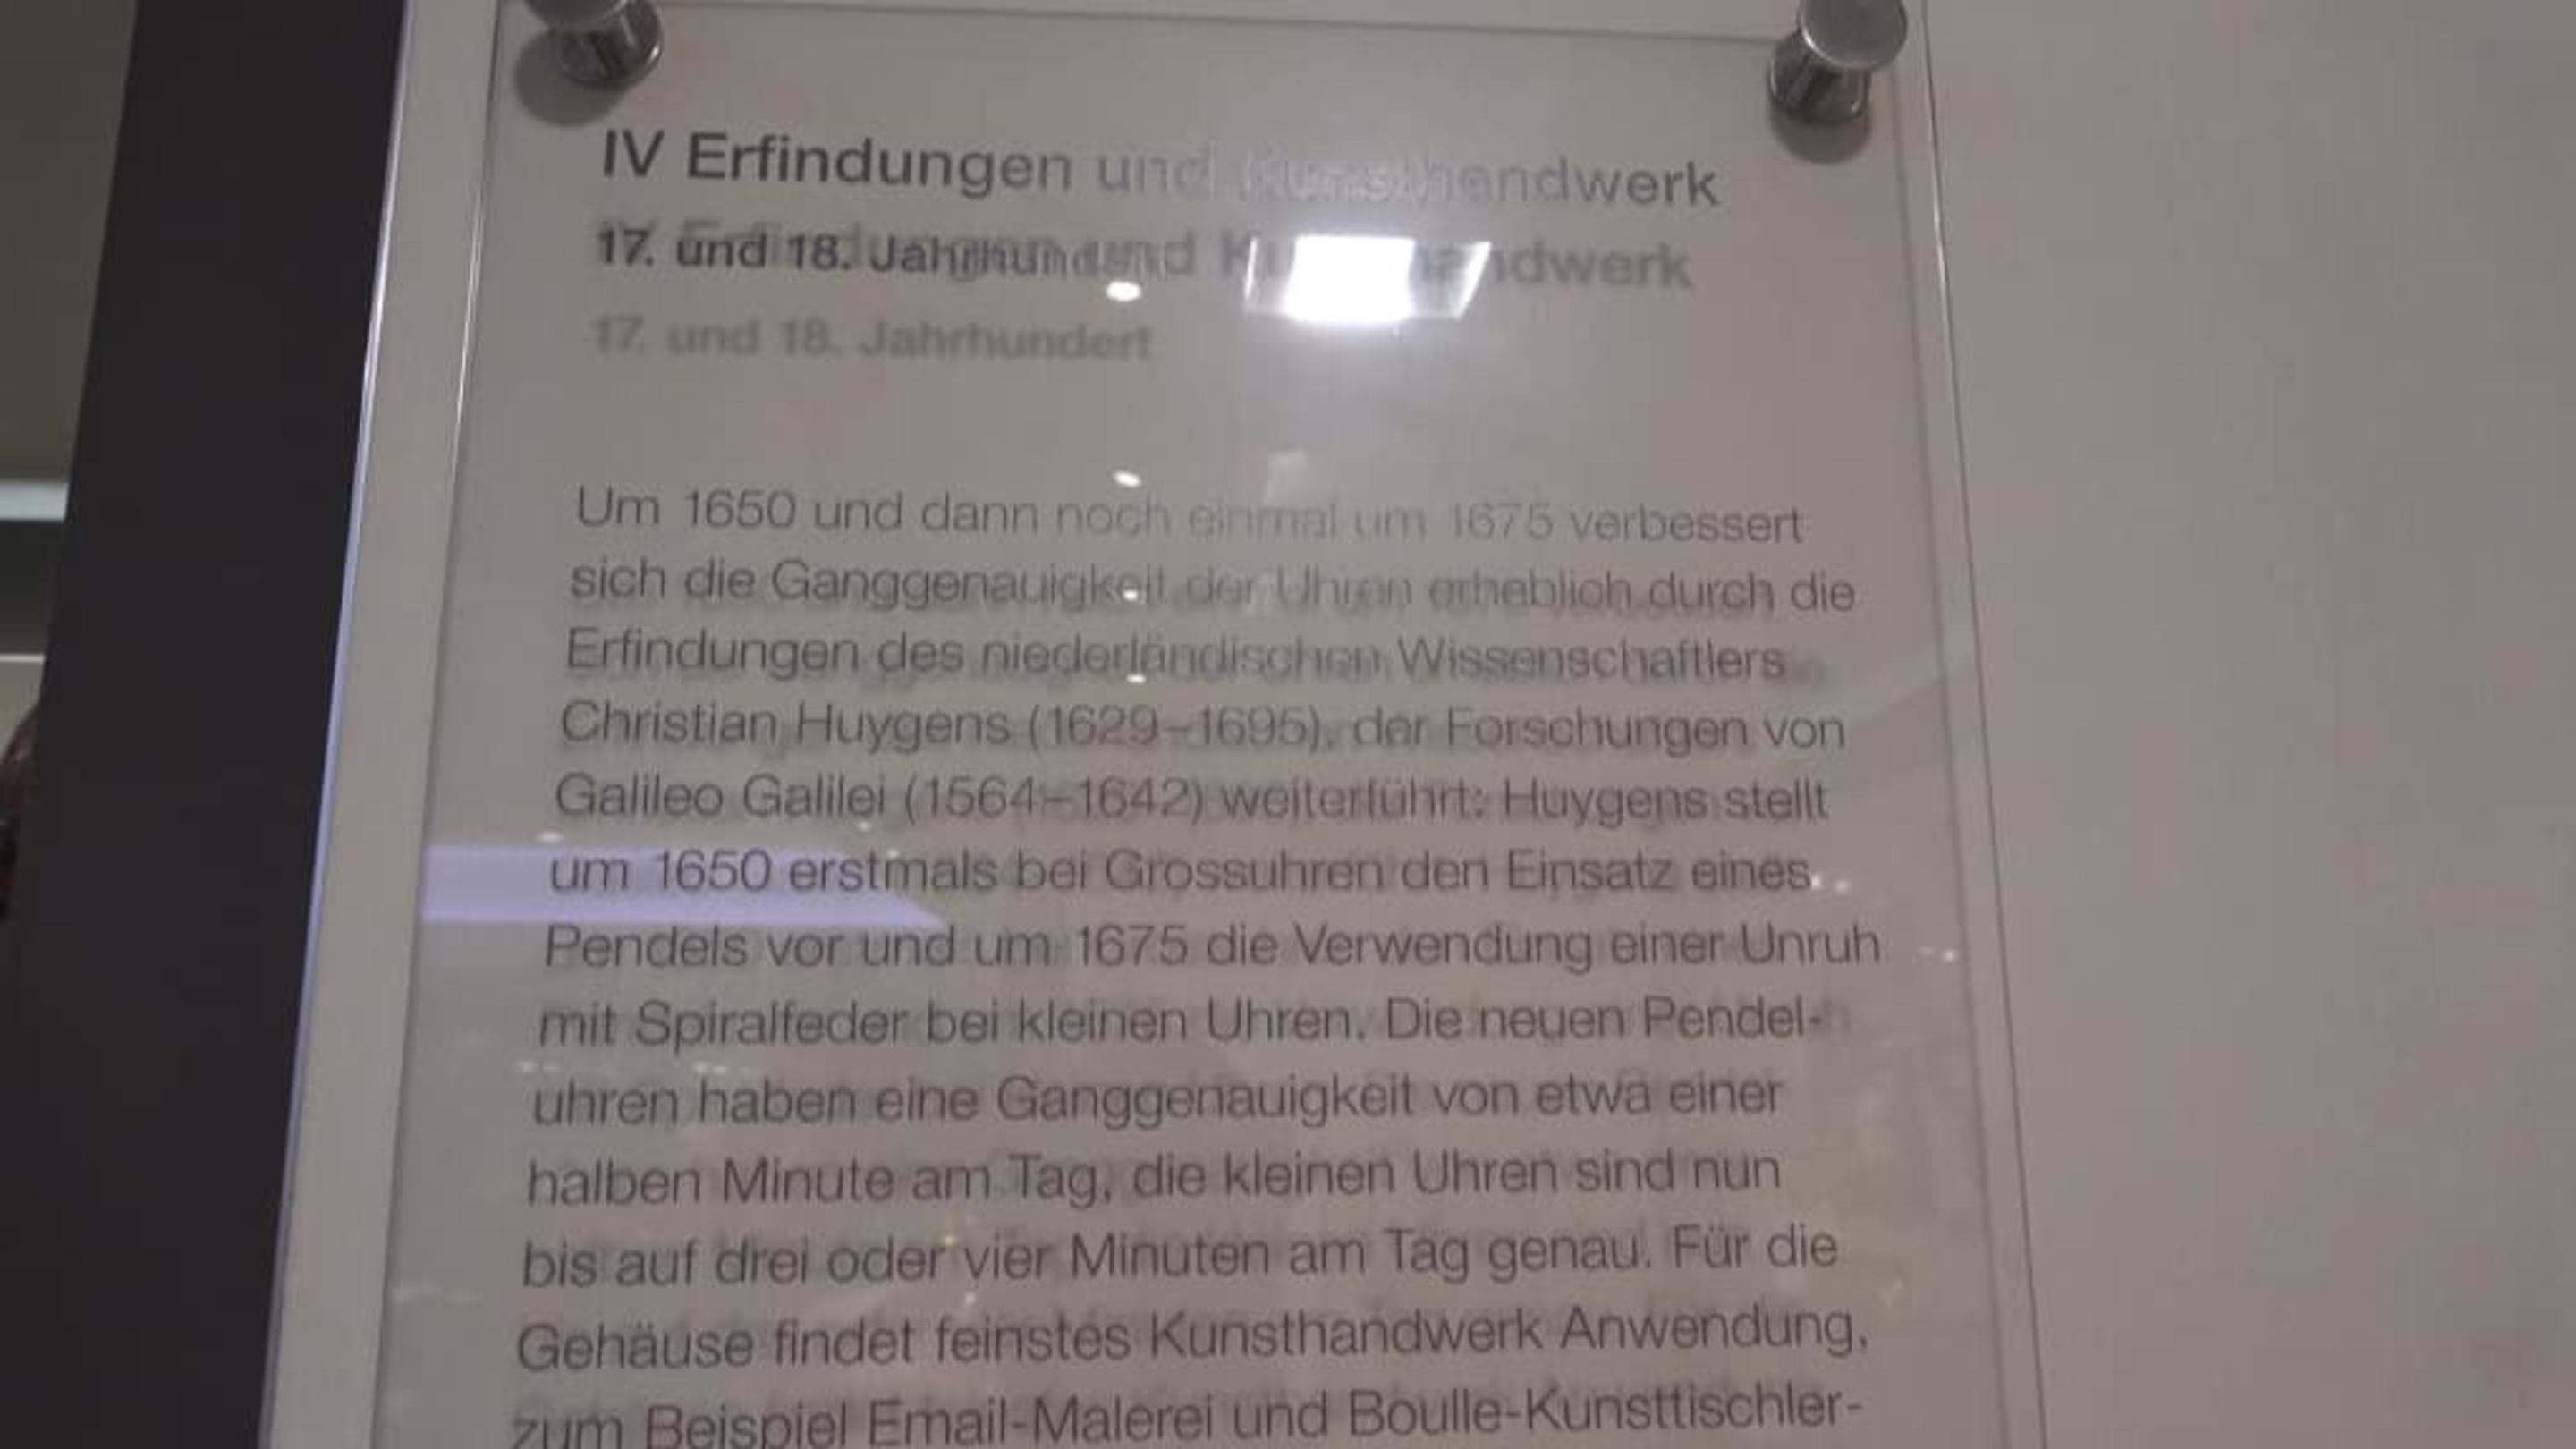 IV Erfindungen und Kunsthandwerk
17. und 18. Jahrhundert
Um 1650 und dann noch einmal um 1675 verbessert
sich die Ganggenauigkeit der Uhren erheblich durch die
Erfindungen des niederländischen Wissenschaftlers
Christian Huygens (1629–1695), der Forschungen von
Galileo Galilei (1564–1642) weiterführt: Huygens stellt
um 1650 erstmals bei Grossuhren den Einsatz eines
Pendels vor und um 1675 die Verwendung einer Unruh
mit Spiralfeder bei kleinen Uhren. Die neuen Pendel-
uhren haben eine Ganggenauigkeit von etwa einer
halben Minute am Tag, die kleinen Uhren sind nun
bis auf drei oder vier Minuten am Tag genau. Für die
Gehäuse findet feinstes Kunsthandwerk Anwendung,
zum Beispiel Email-Malerei und Boulle-Kunsttischler-